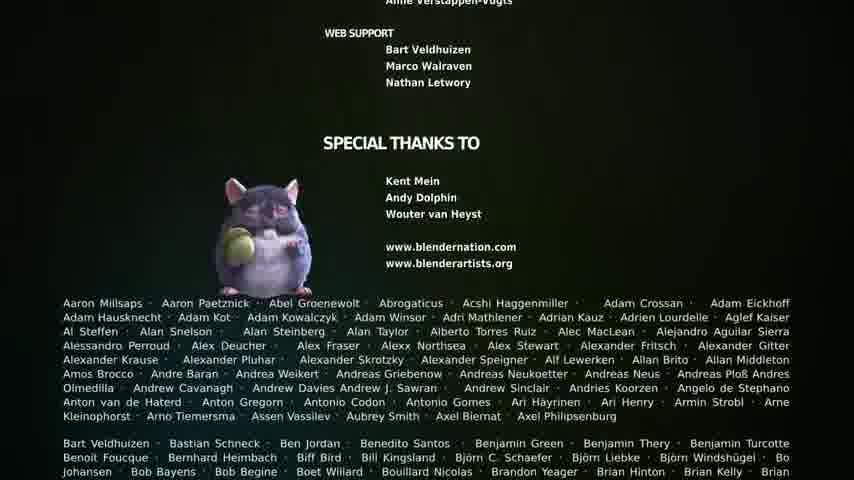 Anne Verstappen-Vugts
WEB SUPPORT
Bart Veldhuizen
Marco Walraven
Nathan Letwory
SPECIAL THANKS TO
Kent Mein
Andy Dolphin
Wouter van Heyst
www.blendernation.com
www.blenderartists.org
Aaron Millsaps · Aaron Paetznick · Abel Groenewolt · Abrogaticus · Acshi Haggenmiller · Adam Crossan · Adam Eickhoff
Adam Hausknecht · Adam Kot · Adam Kowalczyk · Adam Winsor · Adri Mathlener · Adrian Kauz · Adrien Lourdelle · Aglef Kaiser
Al Steffen · Alan Snelson · Alan Steinberg · Alan Taylor · Alberto Torres Ruiz · Alec MacLean · Alejandro Aguilar Sierra
Alessandro Perroud · Alex Deucher · Alex Fraser · Alexx Northsea · Alex Stewart · Alexander Fritsch · Alexander Gitter
Alexander Krause · Alexander Pluhar · Alexander Skrotzky · Alexander Speigner · Alf Lewerken · Allan Brito · Allan Middleton
Amos Brocco · Andre Baran · Andrea Weikert · Andreas Griebenow · Andreas Neukoetter · Andreas Neus · Andreas Ploß Andres
Olmedilla · Andrew Cavanagh · Andrew Davies Andrew J. Sawran · Andrew Sinclair · Andries Koorzen · Angelo de Stephano
Anton van de Haterd · Anton Gregorn · Antonio Codon · Antonio Gomes · Ari Häyrinen · Ari Henry · Armin Strobl · Arne
Kleinophorst · Arno Tiemersma · Assen Vassilev · Aubrey Smith · Axel Biernat · Axel Philipsenburg
Bart Veldhuizen · Bastian Schneck · Ben Jordan · Benedito Santos · Benjamin Green · Benjamin Thery · Benjamin Turcotte
Benoit Foucque · Bernhard Heimbach · Biff Bird · Bill Kingsland · Björn C. Schaefer · Björn Liebke · Björn Windshügel · Bo
Johansen · Bob Bayens · Bob Begine · Boet Willard · Bouillard Nicolas · Brandon Yeager · Brian Hinton · Brian Kelly · Brian